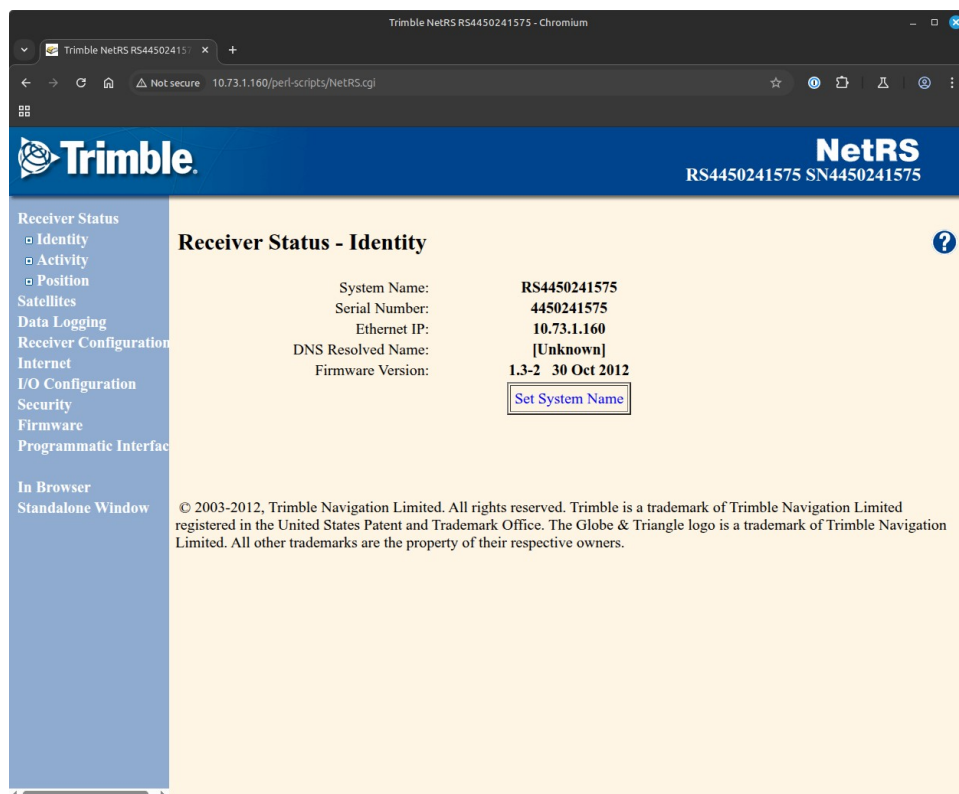 Trimble NetRS RS4450241575 - Chromium
Trimble NetRS RS44502415
Not secure 10.73.1.160/perl-scripts/NetRS.cgi
Trimble.
NetRS
RS4450241575 SN4450241575
Receiver Status
Identity
Activity
Position
Satellites
Data Logging
Receiver Configuration
Internet
I/O Configuration
Security
Firmware
Programmatic Interfac
In Browser
Standalone Window
Receiver Status - Identity
?
System Name: RS4450241575
Serial Number: 4450241575
Ethernet IP: 10.73.1.160
DNS Resolved Name: [Unknown]
Firmware Version: 1.3-2 30 Oct 2012
Set System Name
© 2003-2012, Trimble Navigation Limited. All rights reserved. Trimble is a trademark of Trimble Navigation Limited
registered in the United States Patent and Trademark Office. The Globe & Triangle logo is a trademark of Trimble Navigation
Limited. All other trademarks are the property of their respective owners.